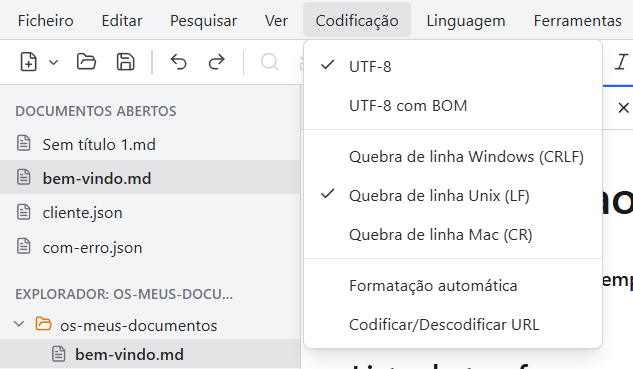 Ficheiro Editar Pesquisar Ver Codificação Linguagem Ferramentas
DOCUMENTOS ABERTOS
Sem título 1.md
bem-vindo.md
cliente.json
com-erro.json
EXPLORADOR: OS-MEUS-DOCU...
os-meus-documentos
bem-vindo.md
UTF-8
UTF-8 com BOM
Quebra de linha Windows (CRLF)
Quebra de linha Unix (LF)
Quebra de linha Mac (CR)
Formatação automática
Codificar/Descodificar URL